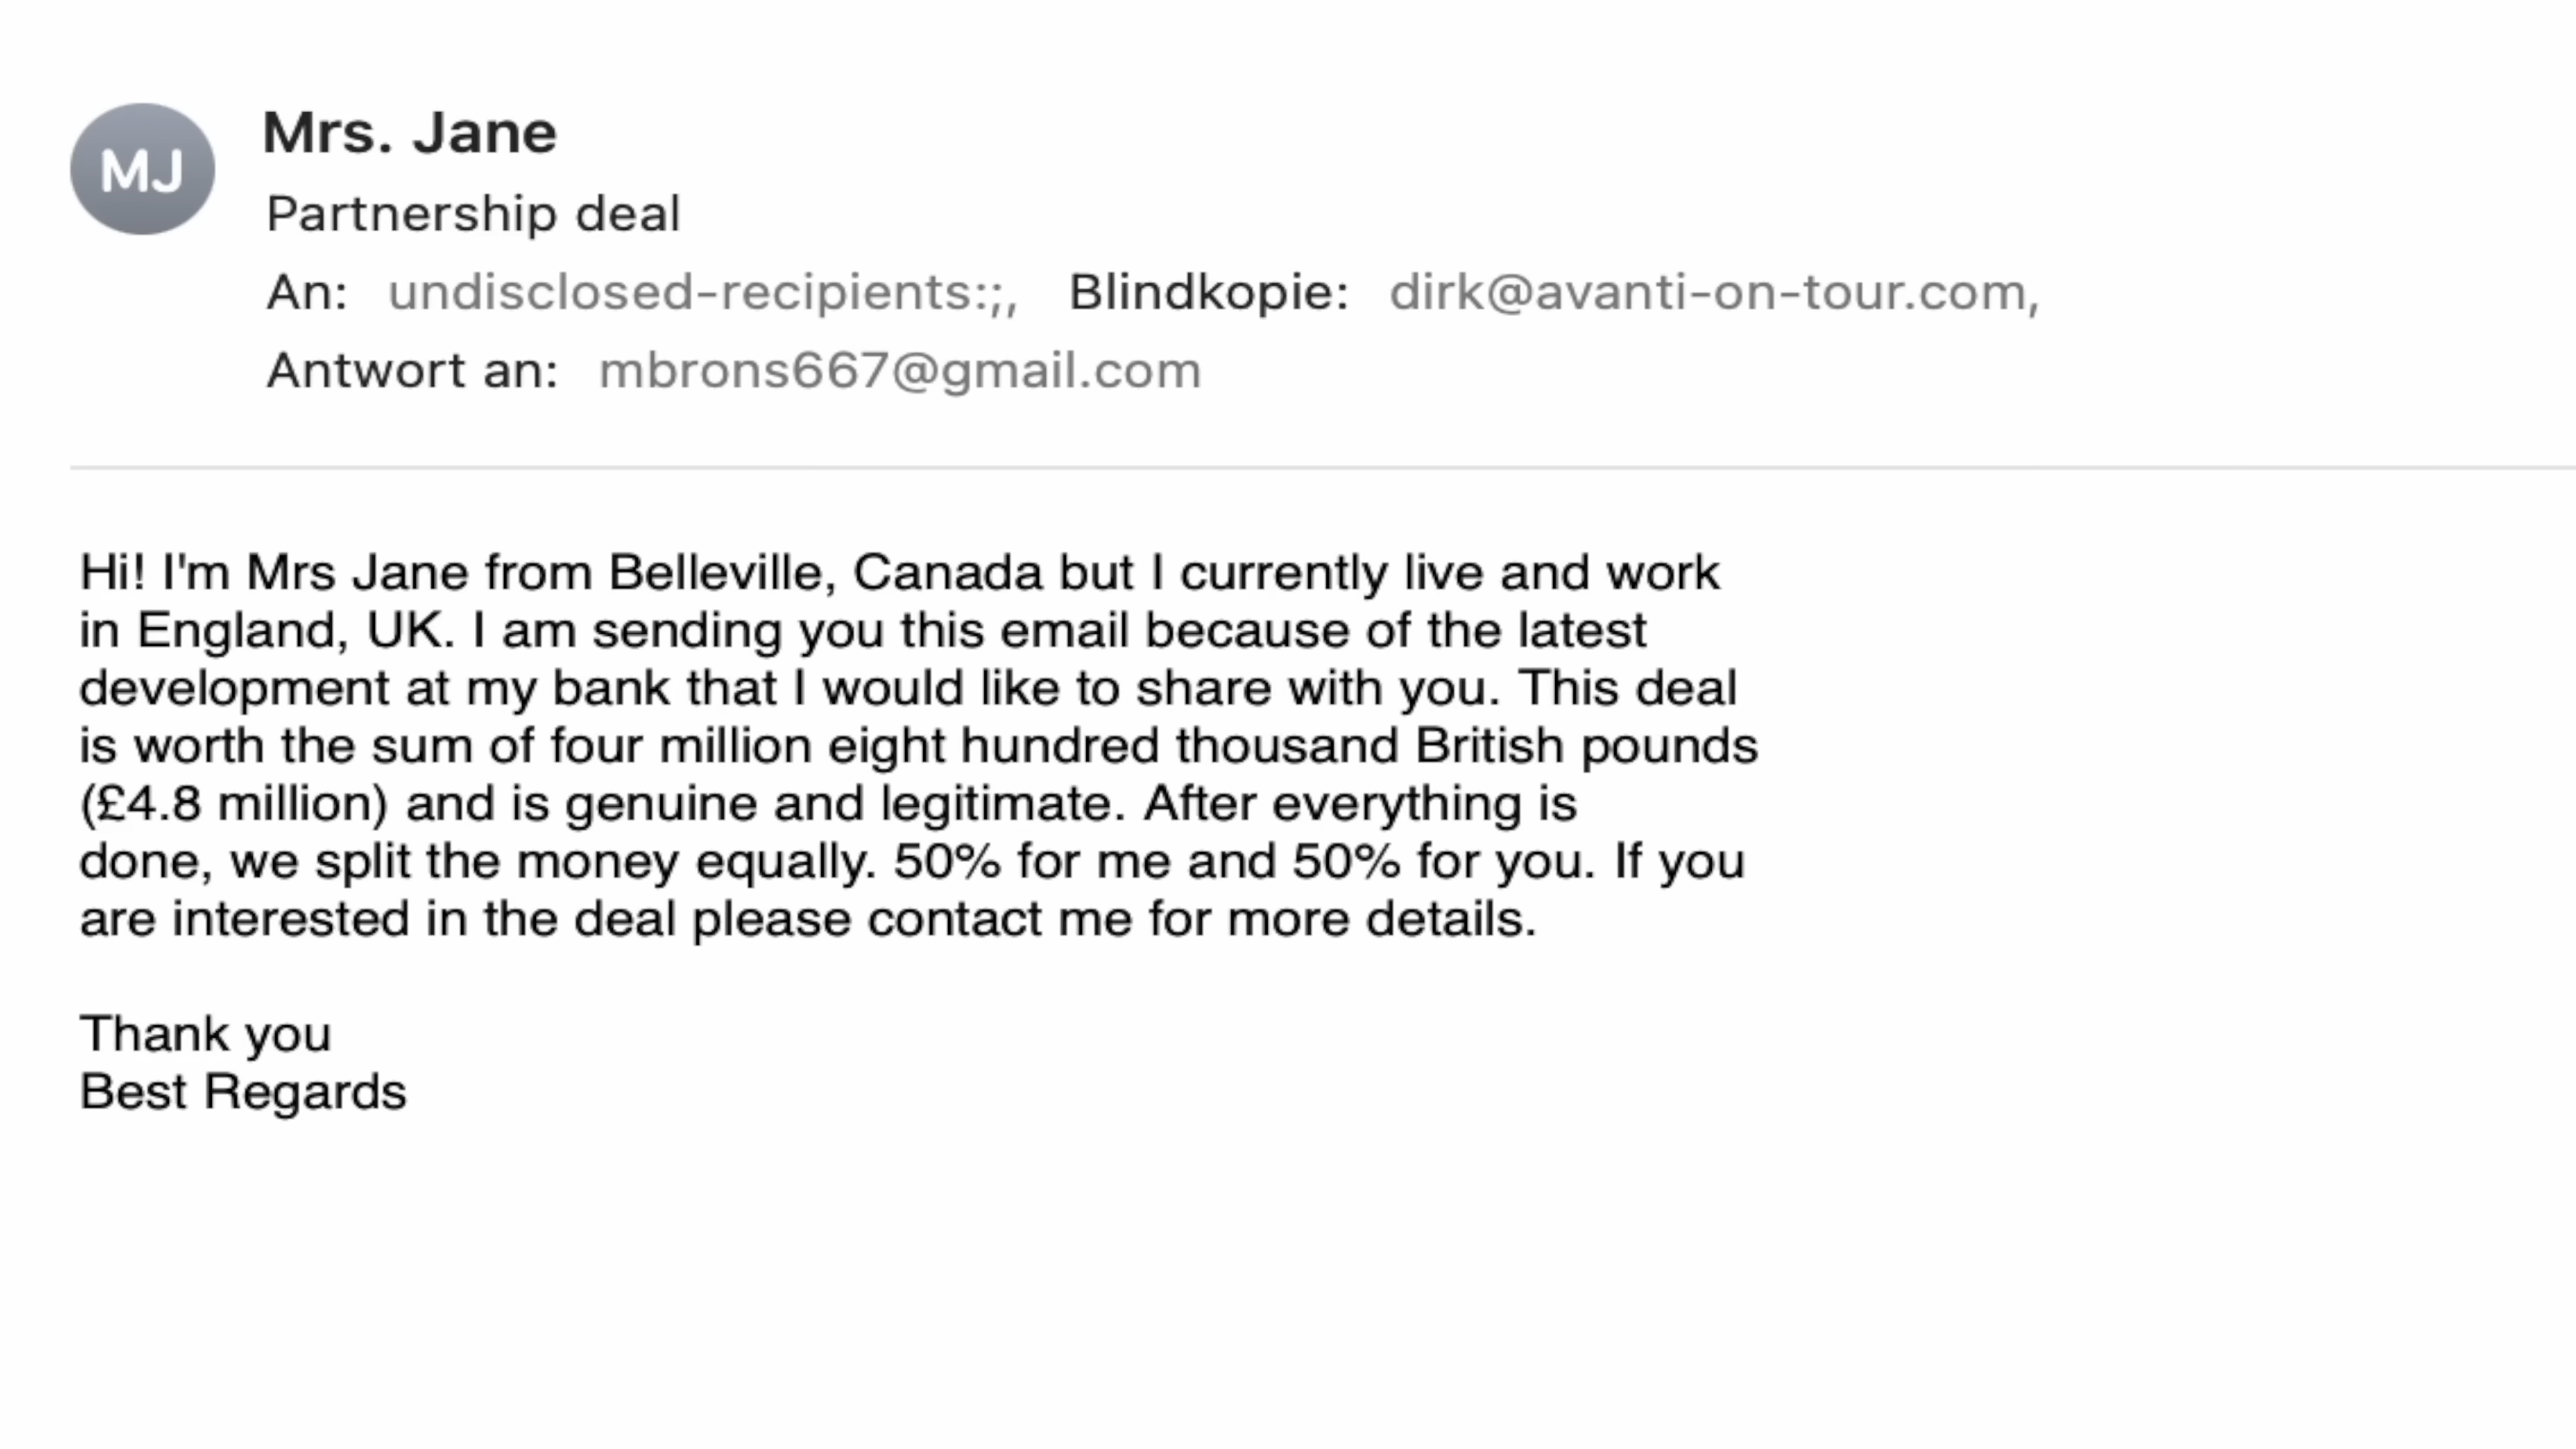 MJ
Mrs. Jane
Partnership deal
An: undisclosed-recipients:;, Blindkopie: dirk@avanti-on-tour.com,
Antwort an: mbrons667@gmail.com
Hi! I'm Mrs Jane from Belleville, Canada but I currently live and work
in England, UK. I am sending you this email because of the latest
development at my bank that I would like to share with you. This deal
is worth the sum of four million eight hundred thousand British pounds
(£4.8 million) and is genuine and legitimate. After everything is
done, we split the money equally. 50% for me and 50% for you. If you
are interested in the deal please contact me for more details.
Thank you
Best Regards